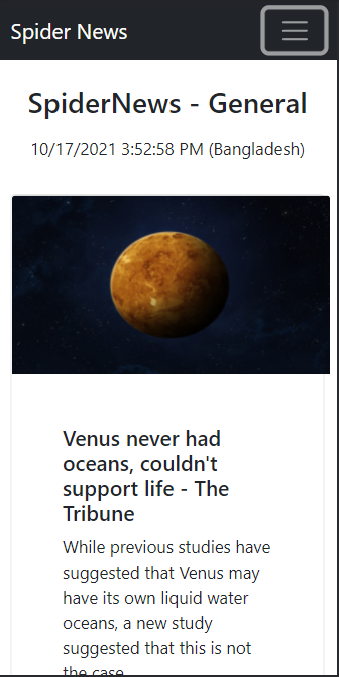 Spider News
SpiderNews - General
10/17/2021 3:52:58 PM (Bangladesh)
Venus never had
oceans, couldn't
support life - The
Tribune
While previous studies have
suggested that Venus may
have its own liquid water
oceans, a new study
suggested that this is not
the case